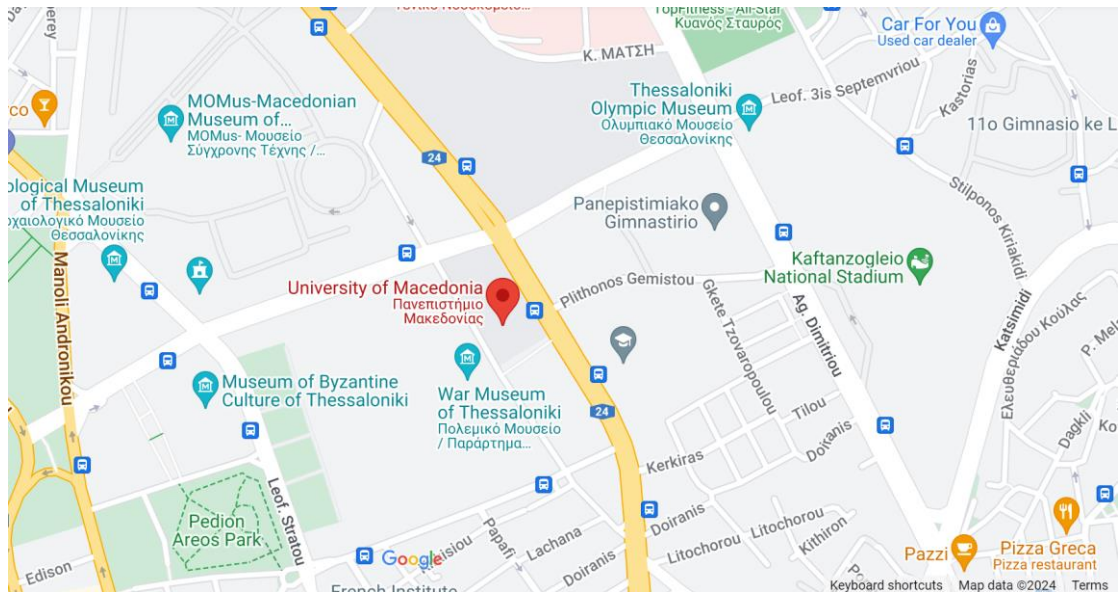 TopFitness - All-Star
Κυανός Σταυρός
Car For You
Used car dealer
Κ. ΜΑΤΣΗ
Kastorias
MOMus-Macedonian
Museum of...
MOMus- Μουσείο
Σύγχρονης Τέχνης /...
Thessaloniki
Olympic Museum
Ολυμπιακό Μουσείο
Θεσσαλονίκης
Leof. 3is Septemvriou
11o Gimnasio ke L
24
ological Museum
of Thessaloniki
ρχαιολογικό Μουσείο
Θεσσαλονίκης
Panepistimiako
Gimnastirio
Stilponos Kiriakidi
Kaftanzogleio
National Stadium
Manoli Andronikou
University of Macedonia
Πανεπιστήμιο
Μακεδονίας
Plithonos Gemistou
Gkete Tzovaropoulou
Ag. Dimitriou
Katsimidi
Ελευθεριάδου Κούλας
P. Mel
Museum of Byzantine
Culture of Thessaloniki
War Museum
of Thessaloniki
Πολεμικό Μουσείο
/ Παράρτημα...
24
Tilou
Doiranis
Dagkli
Ko
Kerkiras
Leof. Stratou
Pedion
Areos Park
Papafi
Lachana
Doiranis
Doiranis
Litochorou
Litochorou
Kithiron
Edison
Google
French Institute
Pazzi
Pizza Greca
Pizza restaurant
Keyboard shortcuts
Map data ©2024
Terms